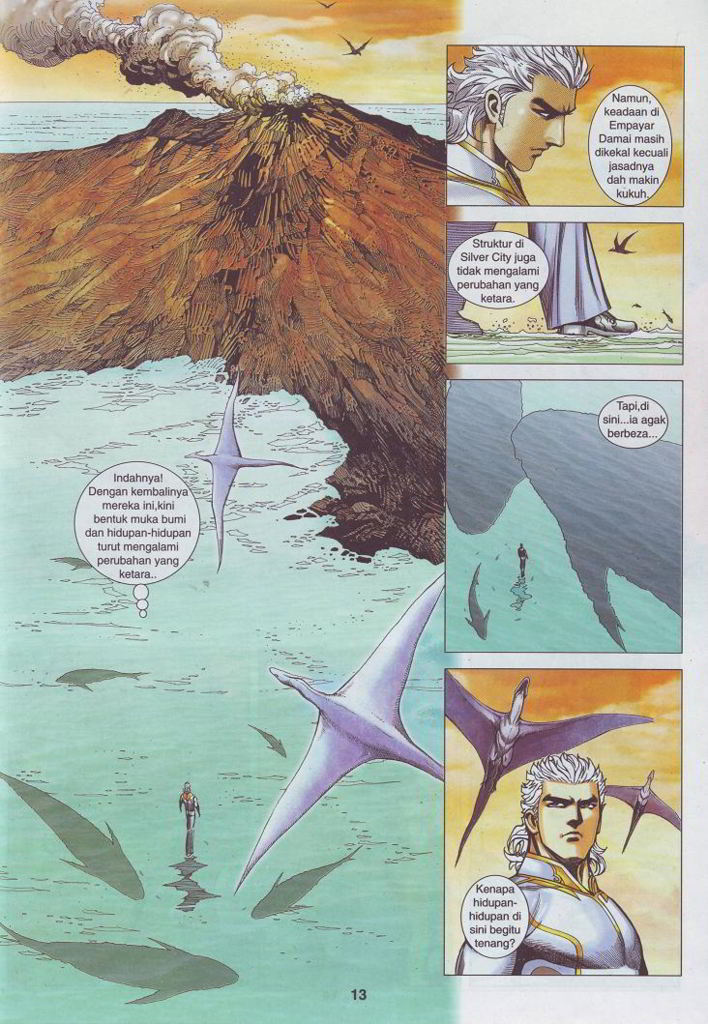 Indahnya!
Dengan kembalinya
mereka ini,kini
bentuk muka bumi
dan hidupan-hidupan
turut mengalami
perubahan yang
ketara..
Namun,
keadaan di
Empayar
Damai masih
dikekal kecuali
jasadnya
dah makin
kukuh.
Struktur di
Silver City juga
tidak mengalami
perubahan yang
ketara.
Tapi,di
sini...ia agak
berbeza...
Kenapa
hidupan-
hidupan di
sini begitu
tenang?
13